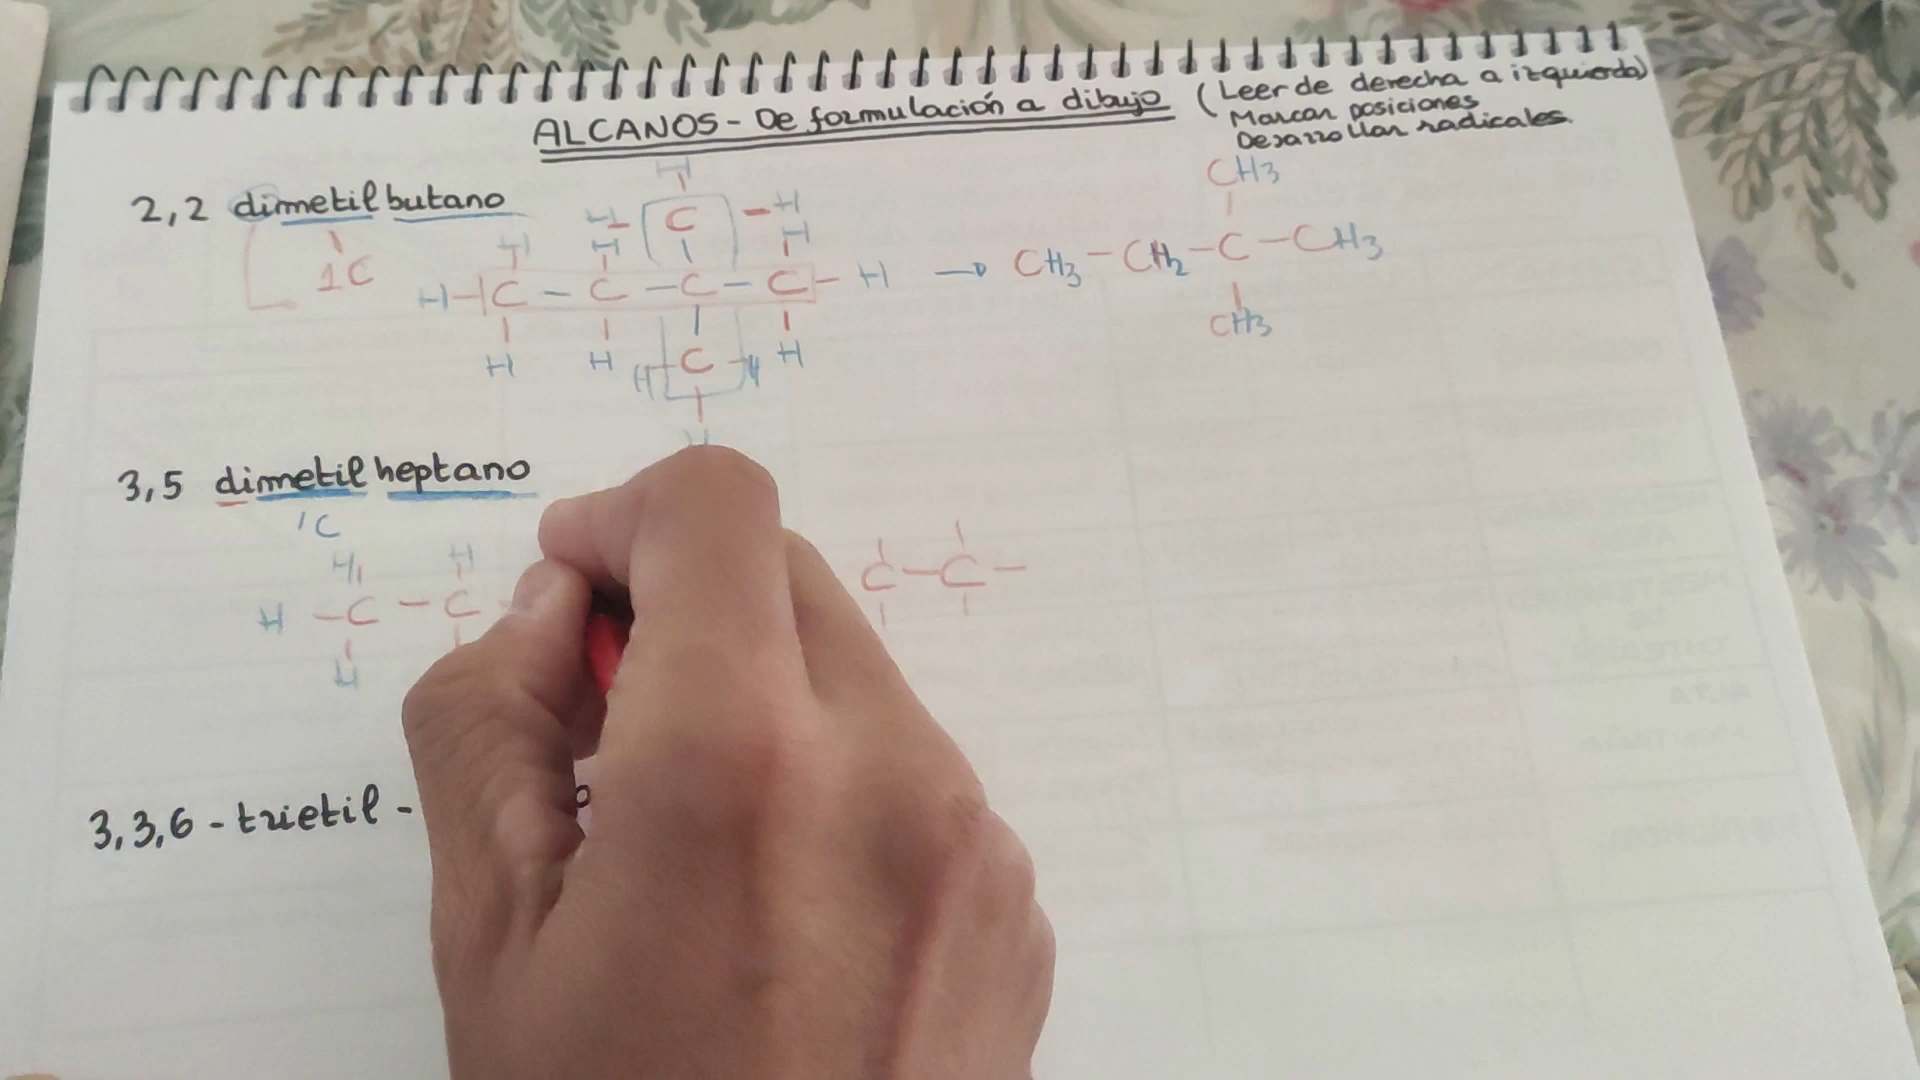 ALCANOS - De formulación a dibujo (Leer de derecha a izquierda)
Marcar posiciones
Desarrollar radicales.
2,2 dimetil butano
1C
H H H
H - C - H
H - C - C - C - C - H
H H H - C - H H
H
→ CH3 - CH2 - C - CH3
CH3
CH3
3,5 dimetil heptano
1C
H H
H - C - C
H
C - C -
3,3,6 - trietil -